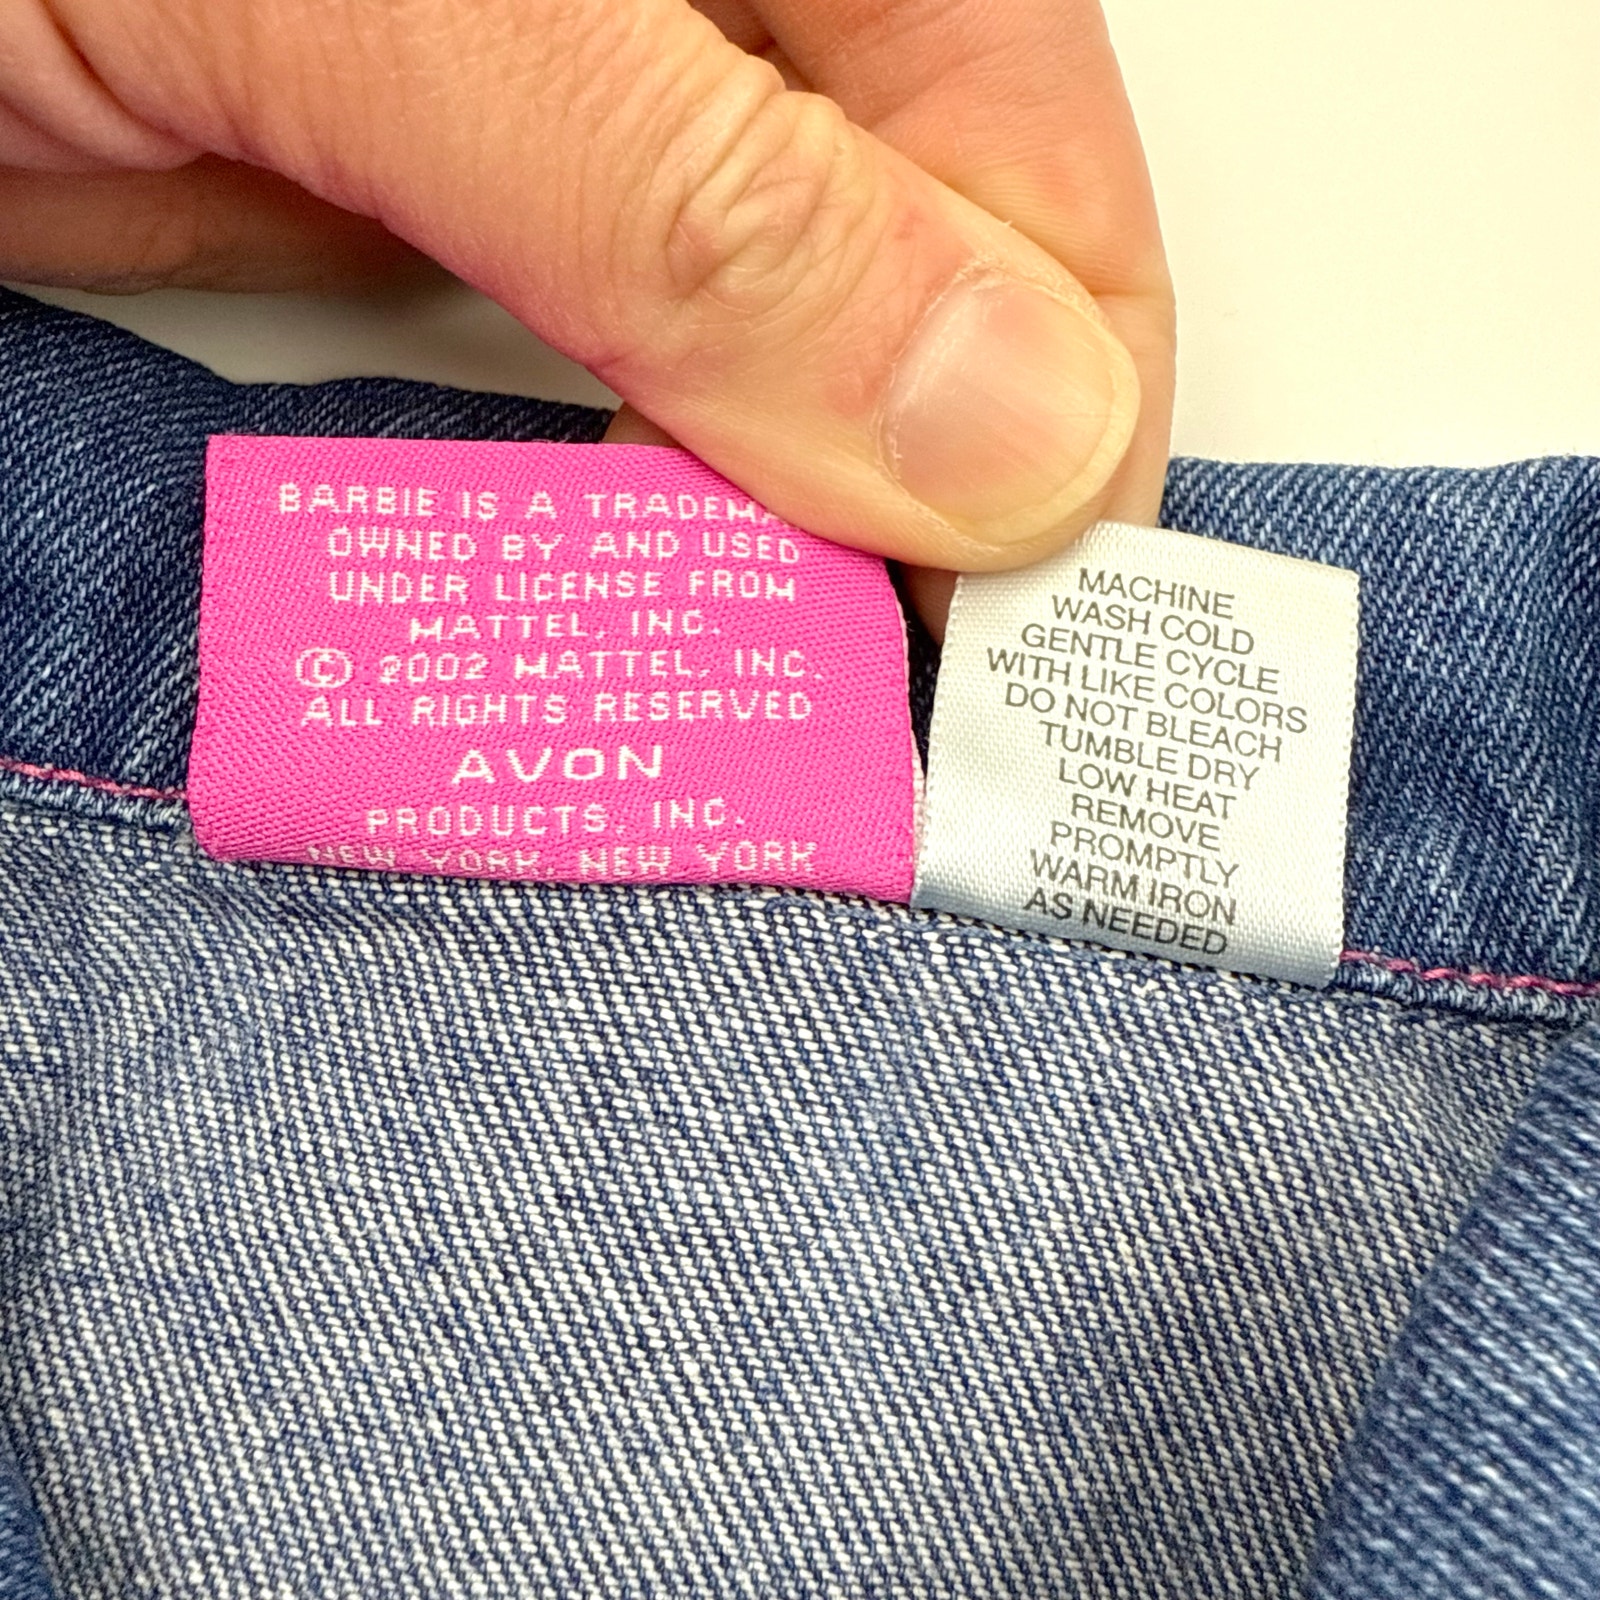 BARBIE IS A TRADEMA
OWNED BY AND USED
UNDER LICENSE FROM
MATTEL, INC.
© 2002 MATTEL, INC.
ALL RIGHTS RESERVED
AVON
PRODUCTS, INC.
NEW YORK, NEW YORK
MACHINE
WASH COLD
GENTLE CYCLE
WITH LIKE COLORS
DO NOT BLEACH
TUMBLE DRY
LOW HEAT
REMOVE
PROMPTLY
WARM IRON
AS NEEDED